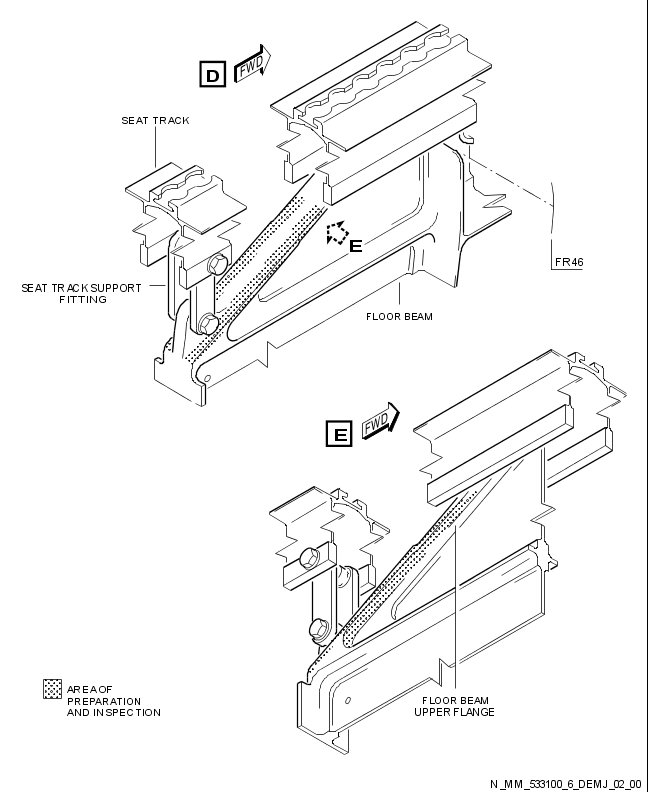 D
FWD
SEAT TRACK
E
FR46
SEAT TRACK SUPPORT
FITTING
FLOOR BEAM
E
FWD
AREA OF
PREPARATION
AND INSPECTION
FLOOR BEAM
UPPER FLANGE
N_MM_533100_6_DEMJ_02_00